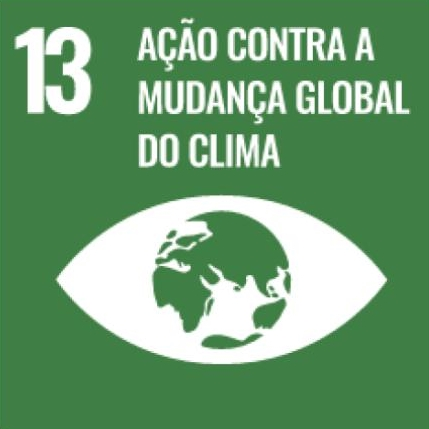 13
AÇÃO CONTRA A
MUDANÇA GLOBAL
DO CLIMA